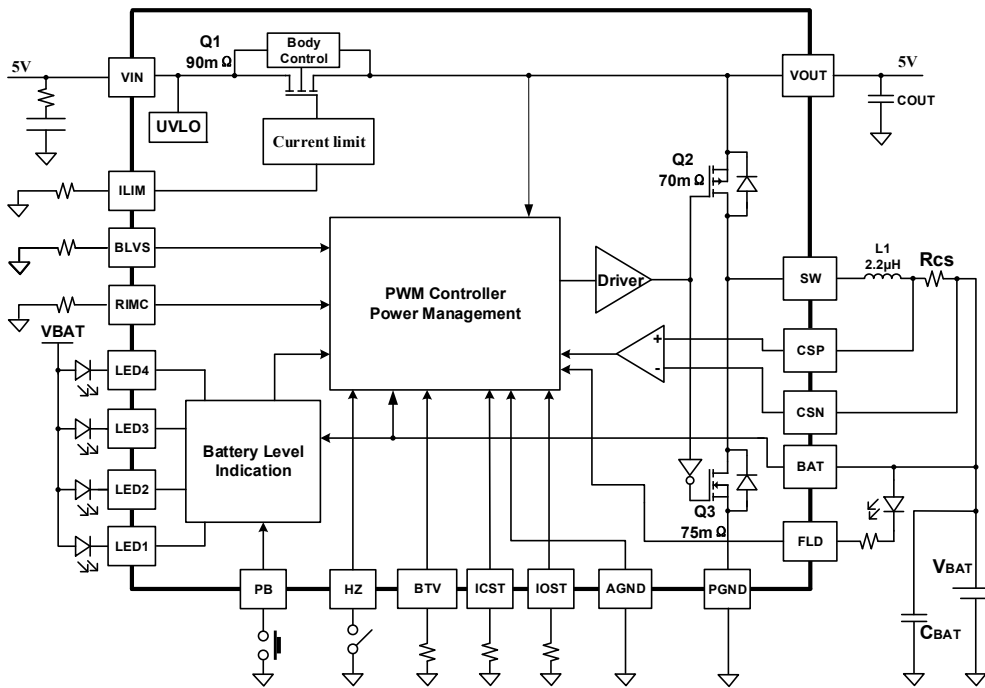 Q1
90mΩ
Body
Control
5V
VIN
VOUT
5V
COUT
UVLO
Current limit
Q2
70mΩ
ILIM
BLVS
RIMC
VBAT
PWM Controller
Power Management
Driver
SW
L1
2.2µH
Rcs
+
-
CSP
CSN
LED4
LED3
LED2
LED1
Battery Level
Indication
BAT
Q3
75mΩ
FLD
VBAT
CBAT
PB
HZ
BTV
ICST
IOST
AGND
PGND